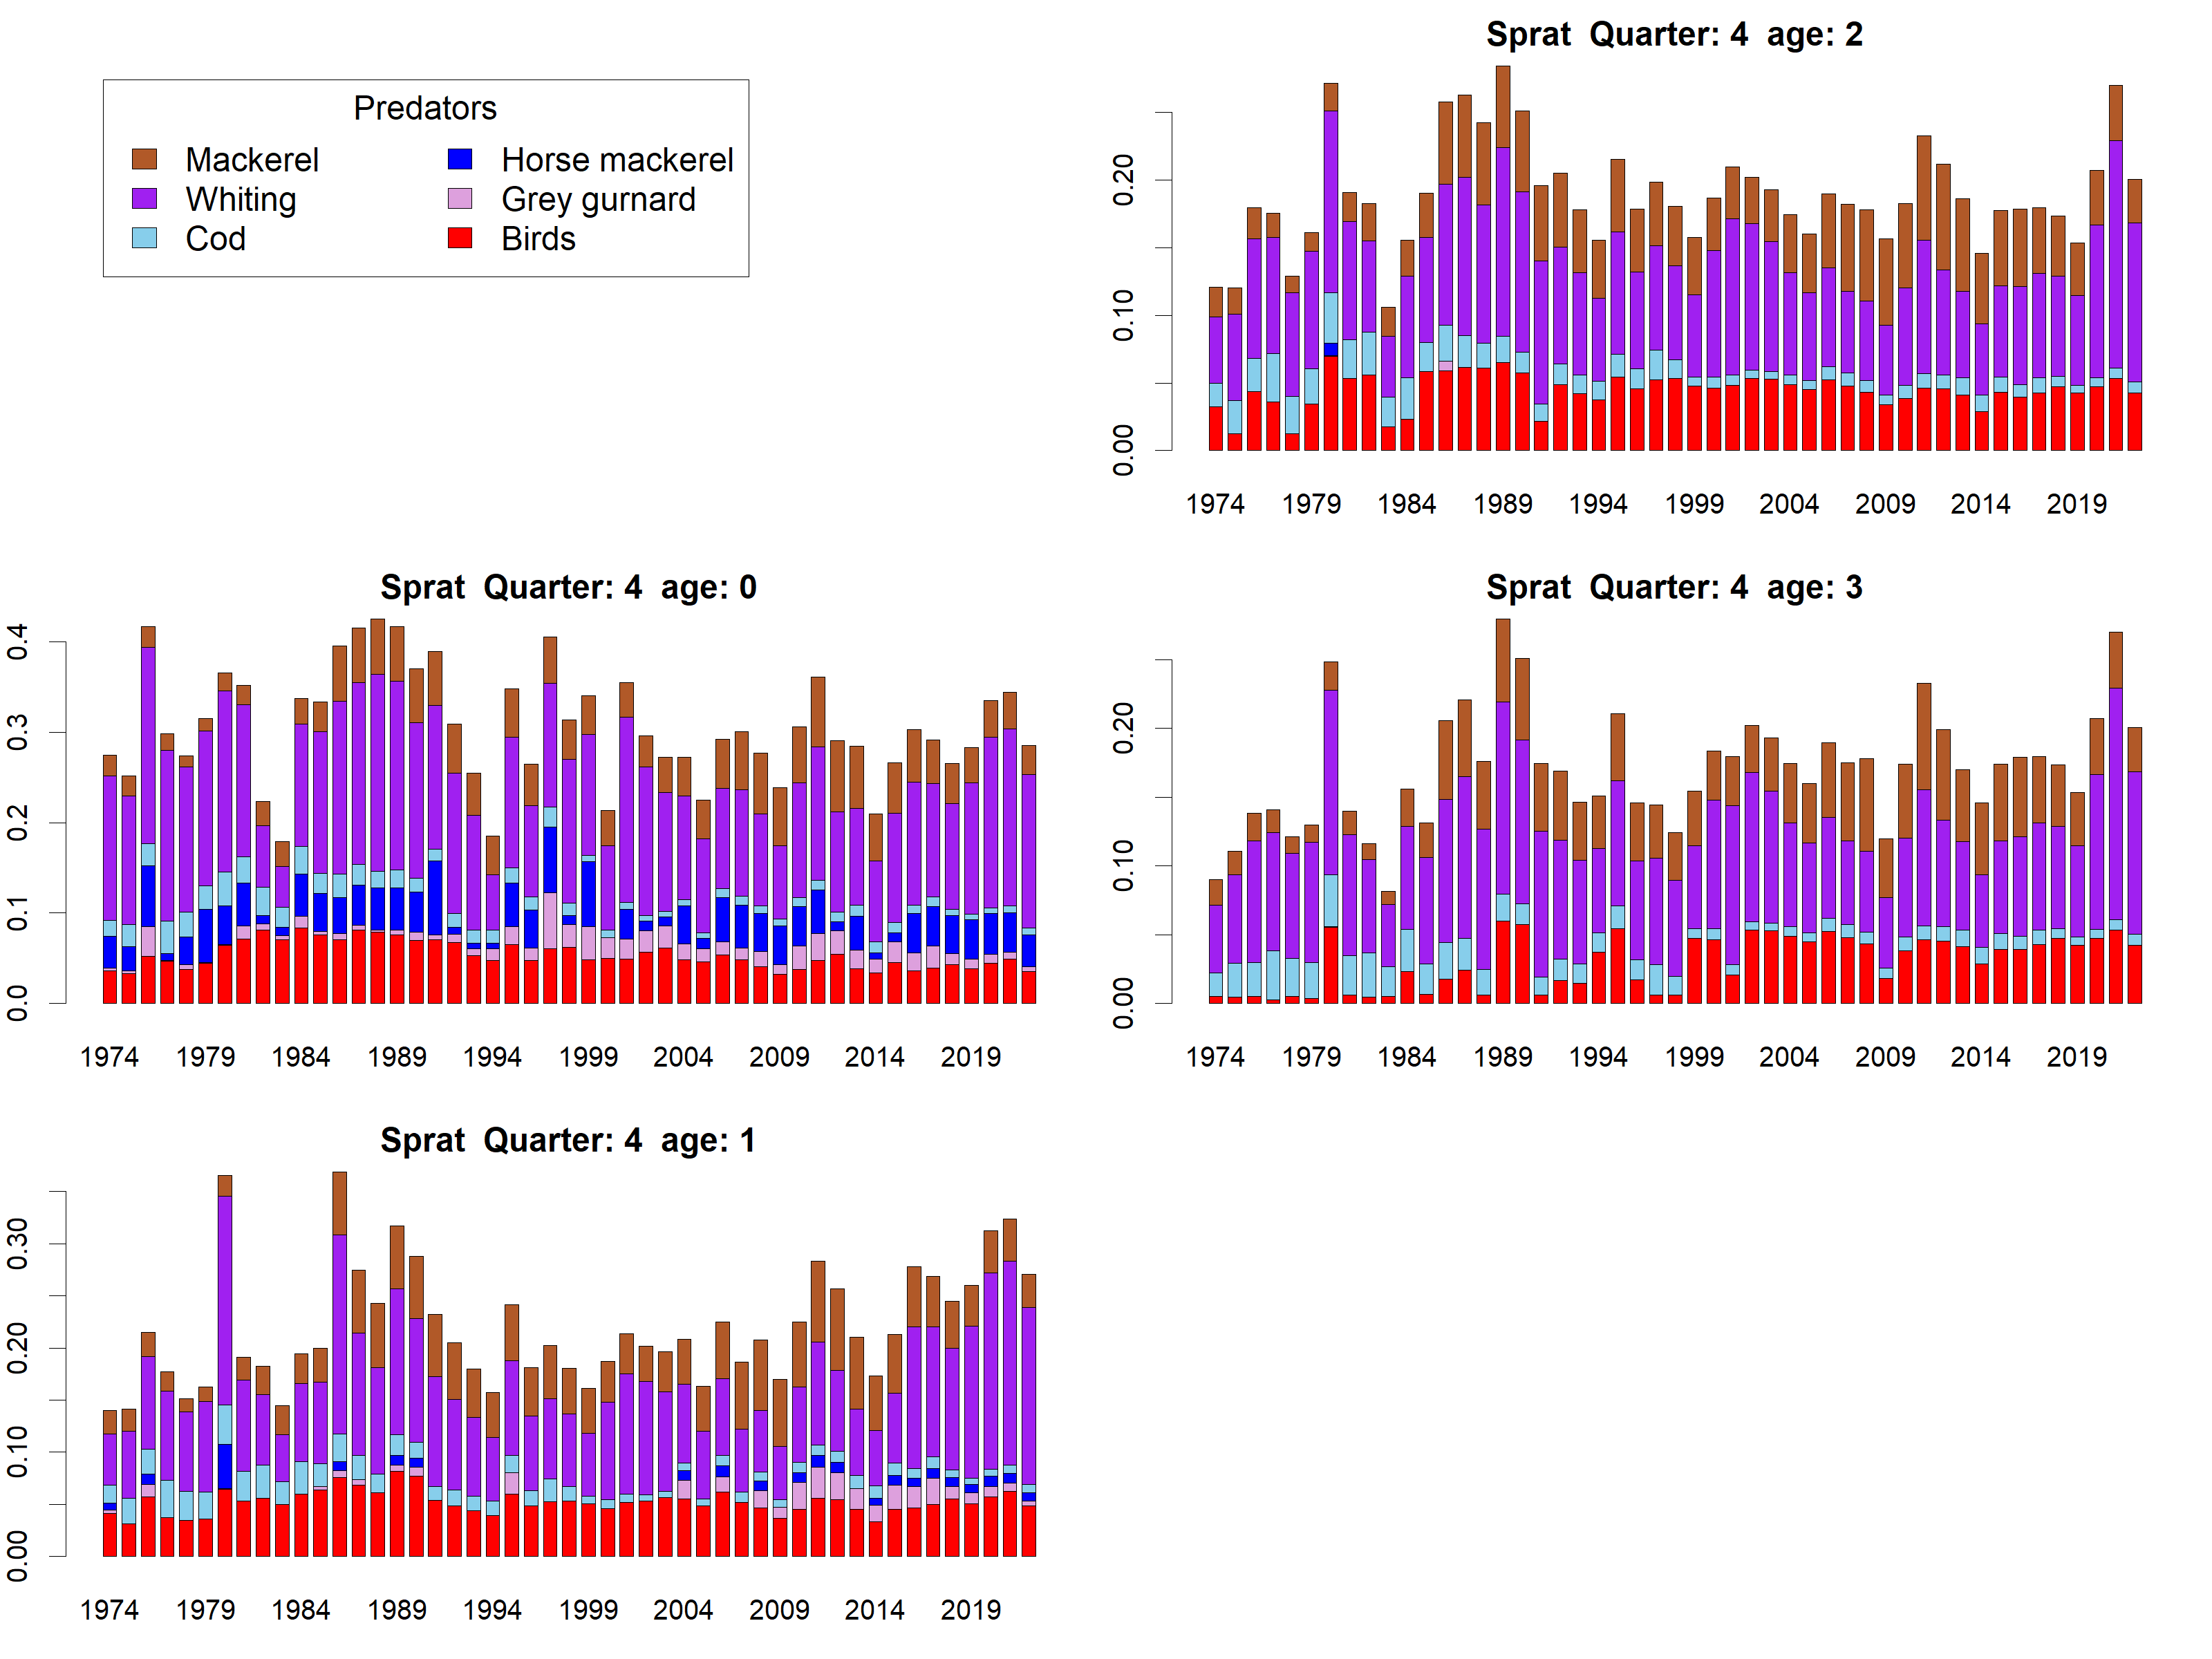 Predators
Mackerel Horse mackerel
Whiting Grey gurnard
Cod Birds
Sprat Quarter: 4 age: 2
0.20
0.10
0.00
1974 1979 1984 1989 1994 1999 2004 2009 2014 2019
Sprat Quarter: 4 age: 0
0.4
0.3
0.2
0.1
0.0
1974 1979 1984 1989 1994 1999 2004 2009 2014 2019
Sprat Quarter: 4 age: 3
0.20
0.10
0.00
1974 1979 1984 1989 1994 1999 2004 2009 2014 2019
Sprat Quarter: 4 age: 1
0.30
0.20
0.10
0.00
1974 1979 1984 1989 1994 1999 2004 2009 2014 2019